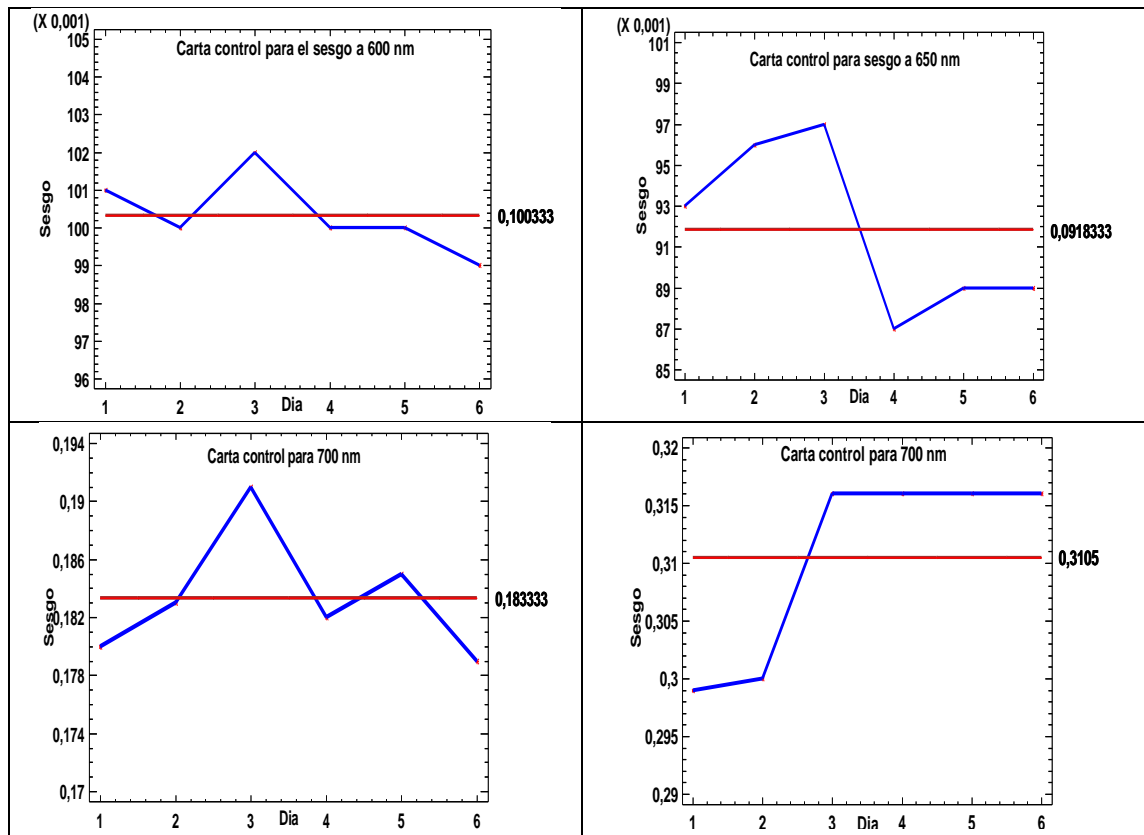 (X 0,001)
Carta control para el sesgo a 600 nm
105
104
103
102
101
100
99
98
97
96
Sesgo
0,100333
1 2 3 4 5 6
Dia
(X 0,001)
Carta control para sesgo a 650 nm
101
99
97
95
93
91
89
87
85
Sesgo
0,0918333
1 2 3 4 5 6
Dia
Carta control para 700 nm
0,194
0,19
0,186
0,182
0,178
0,174
0,17
Sesgo
0,183333
1 2 3 4 5 6
Dia
Carta control para 700 nm
0,32
0,315
0,31
0,305
0,3
0,295
0,29
Sesgo
0,3105
1 2 3 4 5 6
Dia